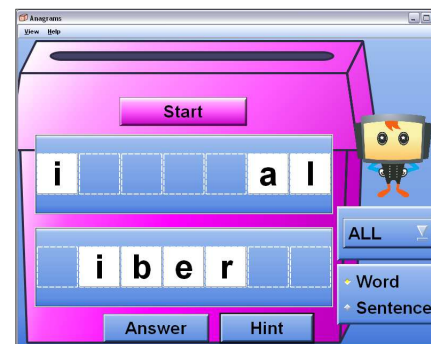 Anagrams
View Help
Start
i a l
i b e r
ALL
Word
Sentence
Answer Hint